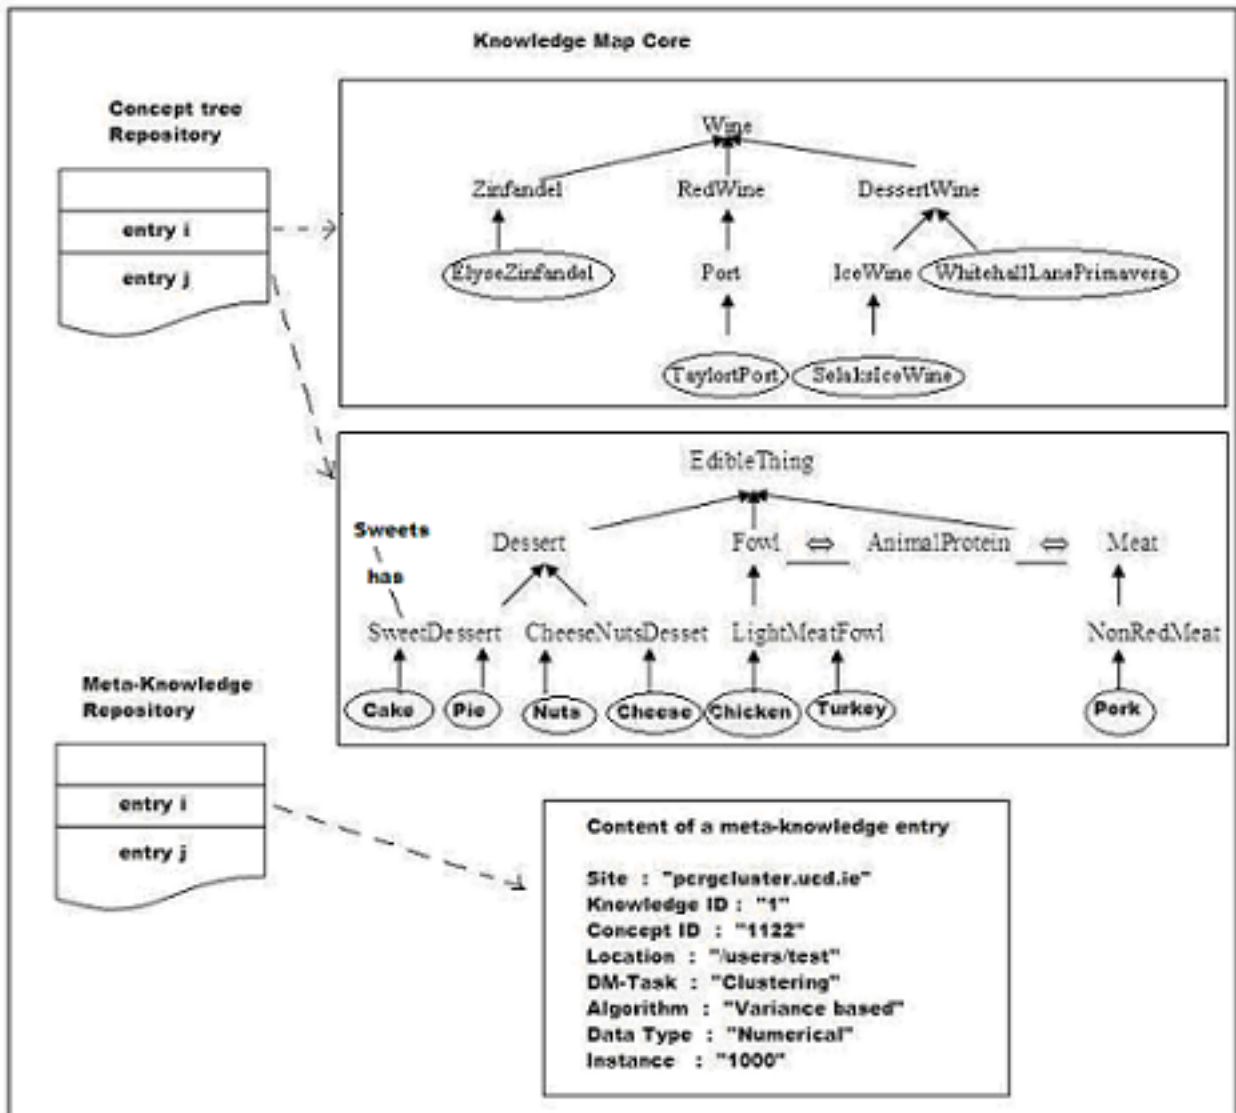 Knowledge Map Core
Concept tree
Repository
entry i
entry j
Wine
Zinfandel RedWine DessertWine
ElyseZinfandel Port IceWine WhitehallLanePrimavera
TaylortPort SelaksIceWine
EdibleThing
Sweets
Dessert Fowl ⇔ AnimalProtein ⇔ Meat
has
SweetDessert CheeseNutsDesset LightMeatFowl NonRedMeat
Cake Pie Nuts Cheese Chicken Turkey Pork
Meta-Knowledge
Repository
entry i
entry j
Content of a meta-knowledge entry
Site : "pcrgcluster.ucd.ie"
Knowledge ID : "1"
Concept ID : "1122"
Location : "/users/test"
DM-Task : "Clustering"
Algorithm : "Variance based"
Data Type : "Numerical"
Instance : "1000"